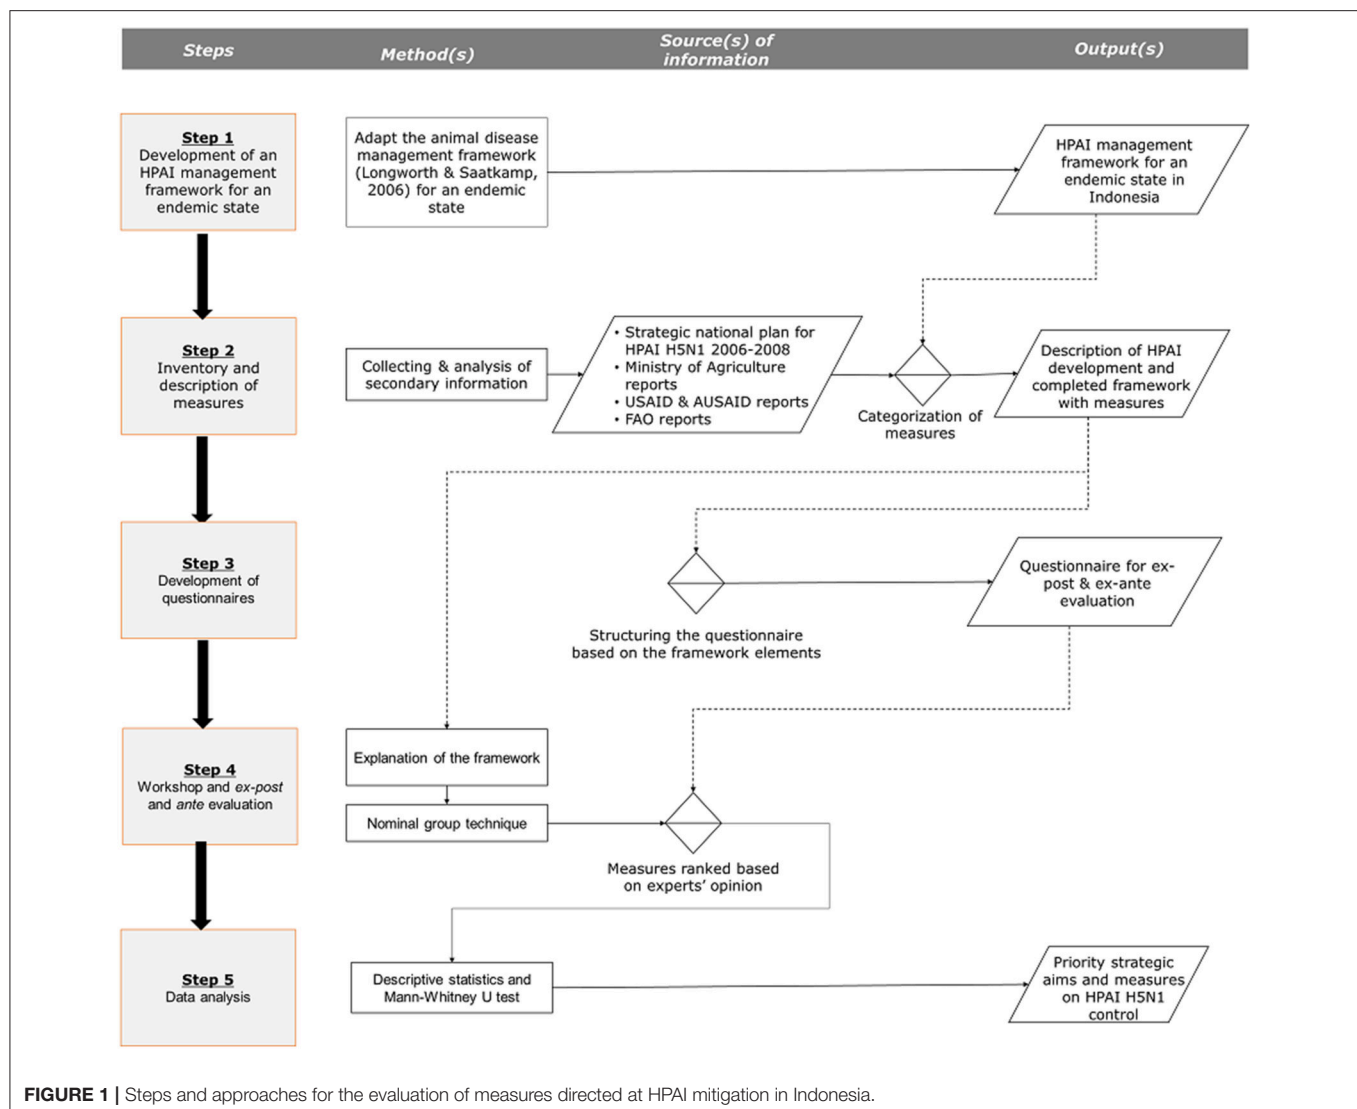 Steps
Method(s)
Source(s) of
information
Output(s)
Step 1
Development of an
HPAI management
framework for an
endemic state
Adapt the animal disease
management framework
(Longworth & Saatkamp,
2006) for an endemic
state
HPAI management
framework for an
endemic state in
Indonesia
Step 2
Inventory and
description of
measures
Collecting & analysis of
secondary information
• Strategic national plan for
HPAI H5N1 2006-2008
• Ministry of Agriculture
reports
• USAID & AUSAID reports
• FAO reports
Categorization of
measures
Description of HPAI
development and
completed framework
with measures
Step 3
Development of
questionnaires
Structuring the questionnaire
based on the framework elements
Questionnaire for ex-
post & ex-ante
evaluation
Step 4
Workshop and ex-post
and ante evaluation
Explanation of the framework
Nominal group technique
Measures ranked based
on experts’ opinion
Step 5
Data analysis
Descriptive statistics and
Mann-Whitney U test
Priority strategic
aims and measures
on HPAI H5N1
control
FIGURE 1 | Steps and approaches for the evaluation of measures directed at HPAI mitigation in Indonesia.